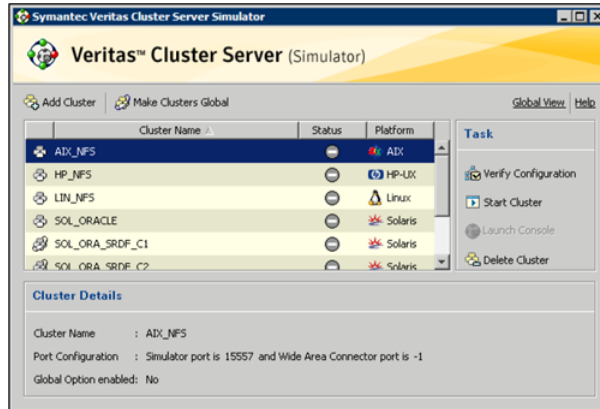 Symantec Veritas Cluster Server Simulator
Veritas™ Cluster Server (Simulator)
Add Cluster Make Clusters Global Global View Help
Cluster Name Status Platform
AIX_NFS AIX
HP_NFS HP-UX
LIN_NFS Linux
SOL_ORACLE Solaris
SOL_ORA_SRDF_C1 Solaris
SOL_ORA_SRDF_C2 Solaris
Task
Verify Configuration
Start Cluster
Launch Console
Delete Cluster
Cluster Details
Cluster Name : AIX_NFS
Port Configuration : Simulator port is 15557 and Wide Area Connector port is -1
Global Option enabled: No